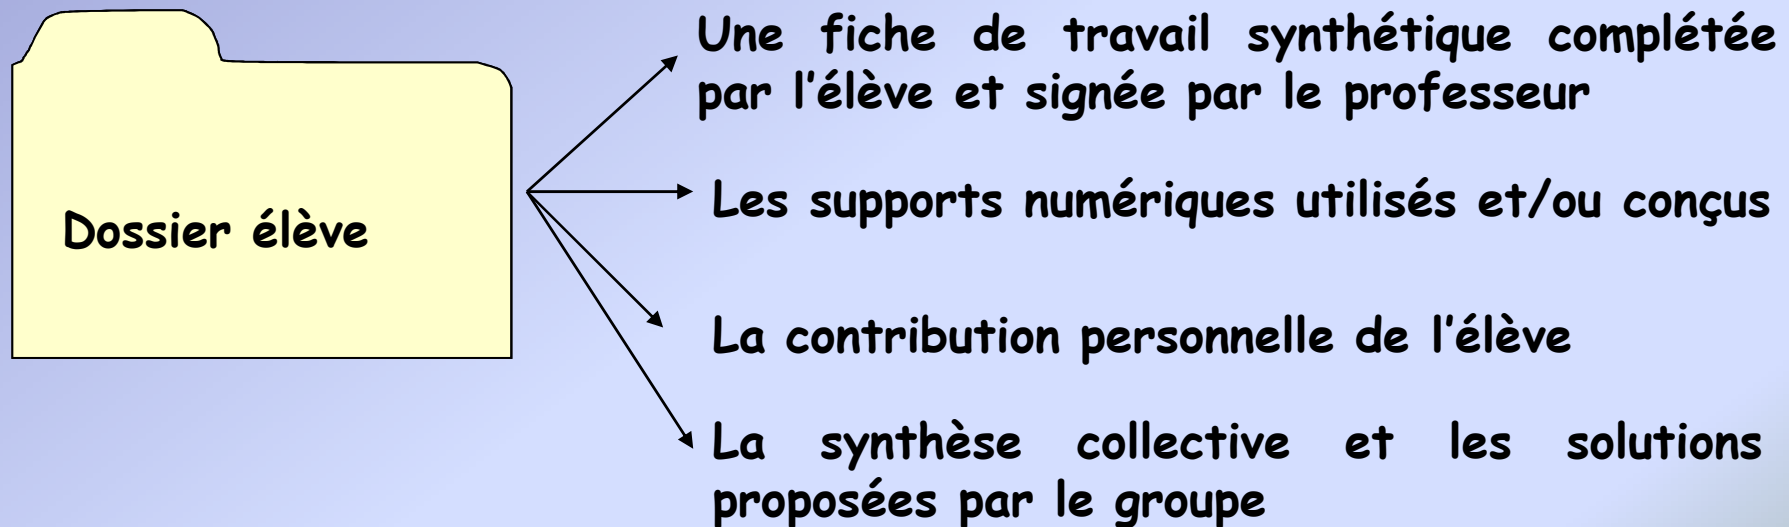 Une fiche de travail synthétique complétée
par l'élève et signée par le professeur
Les supports numériques utilisés et/ou conçus
Dossier élève
La contribution personnelle de l'élève
La synthèse collective et les solutions
proposées par le groupe